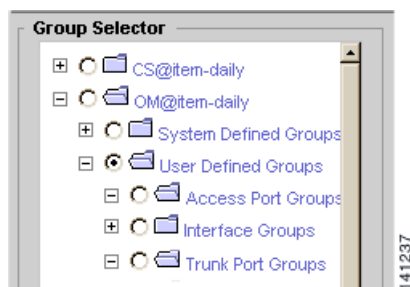 Group Selector
CS@item-daily
OM@item-daily
System Defined Groups
User Defined Groups
Access Port Groups
Interface Groups
Trunk Port Groups
141237